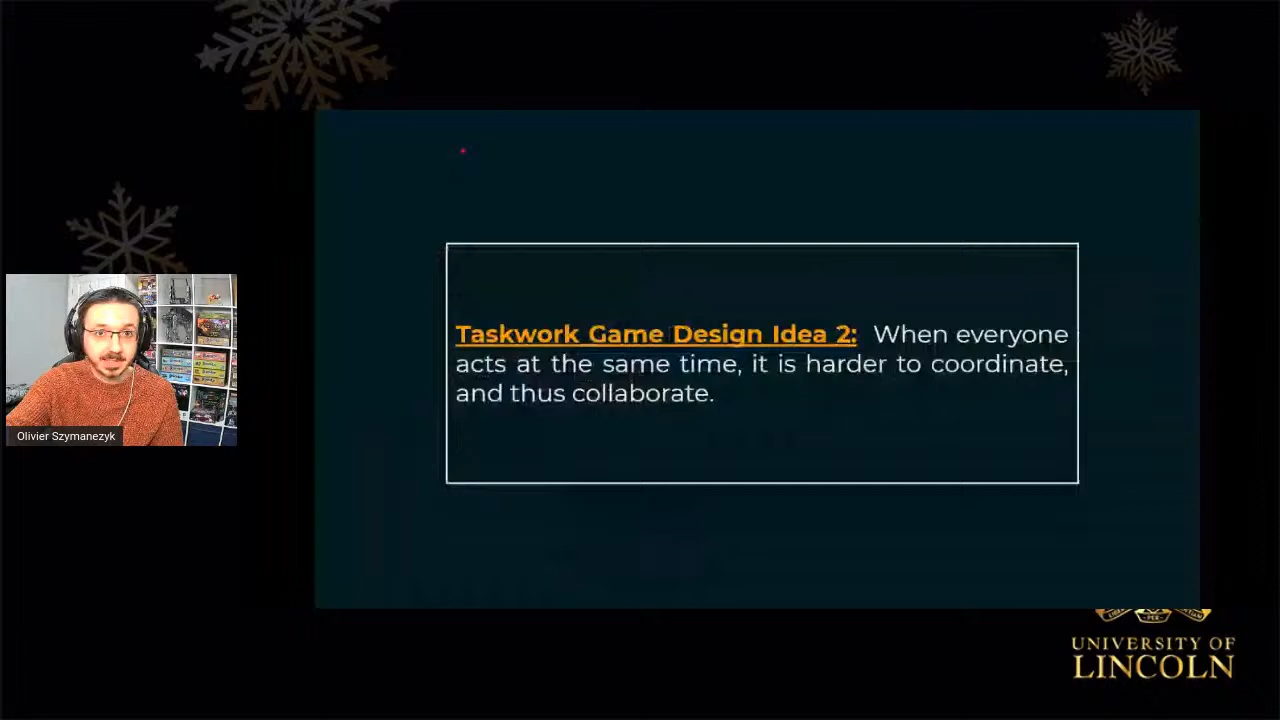 Taskwork Game Design Idea 2: When everyone
acts at the same time, it is harder to coordinate,
and thus collaborate.
Olivier Szymanezyk
UNIVERSITY OF
LINCOLN